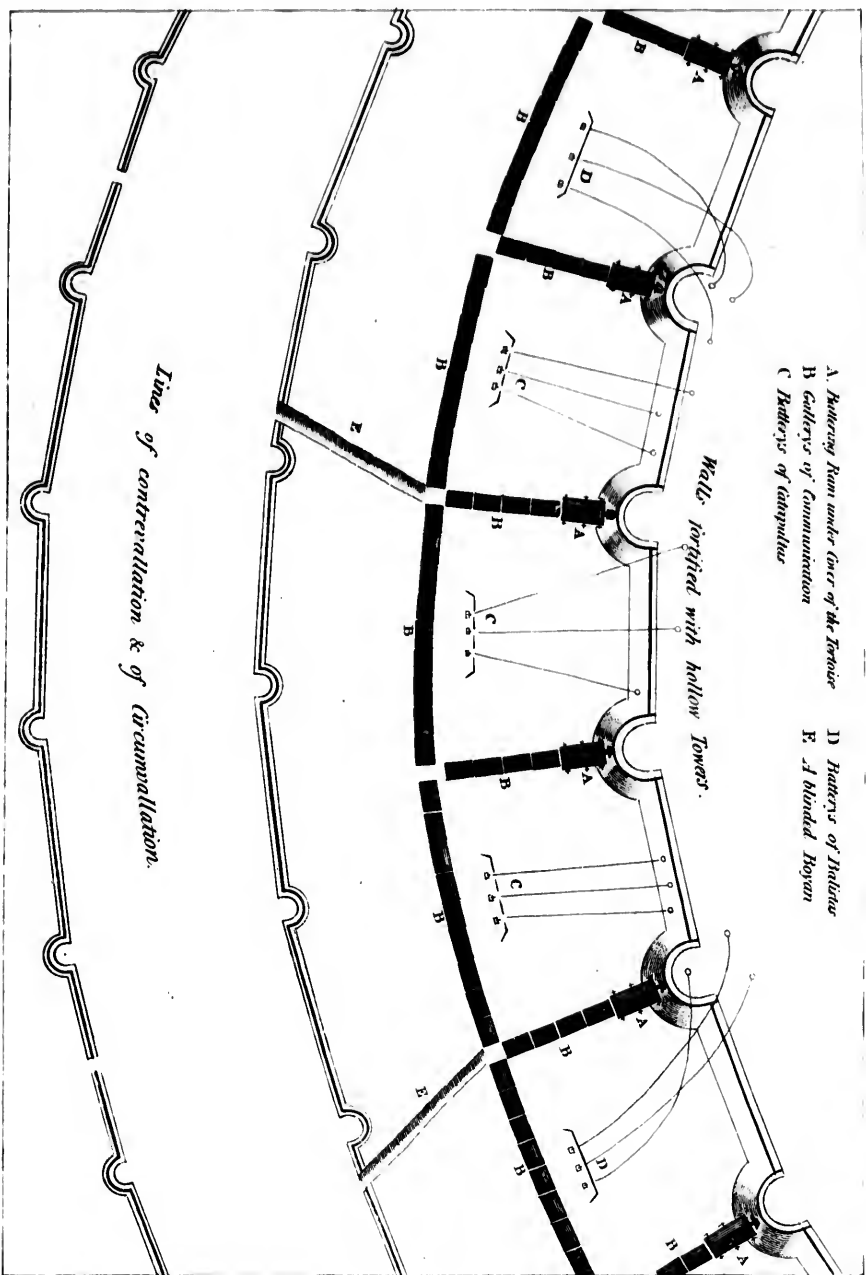 A. Battering Ram under Cover of the Tortoise
B Gallerys of Communication
C Batterys of Catapultas
D Batterys of Balistas
E. A blinded Boyan
Walls fortified with hollow Towers.
B
A
B
D
B
A
B
C
E
B
A
B
C
B
A
B
C
B
A
B
E
D
B
A
B
Lines of contrevallation & of Circumvallation.